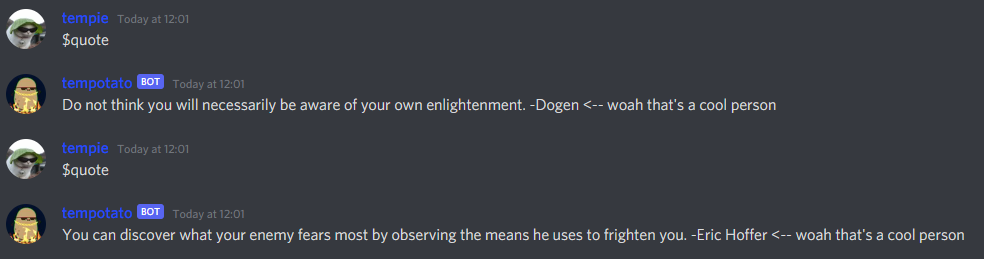 tempie Today at 12:01
$quote
tempotato BOT Today at 12:01
Do not think you will necessarily be aware of your own enlightenment. -Dogen <-- woah that's a cool person
tempie Today at 12:01
$quote
tempotato BOT Today at 12:01
You can discover what your enemy fears most by observing the means he uses to frighten you. -Eric Hoffer <-- woah that's a cool person